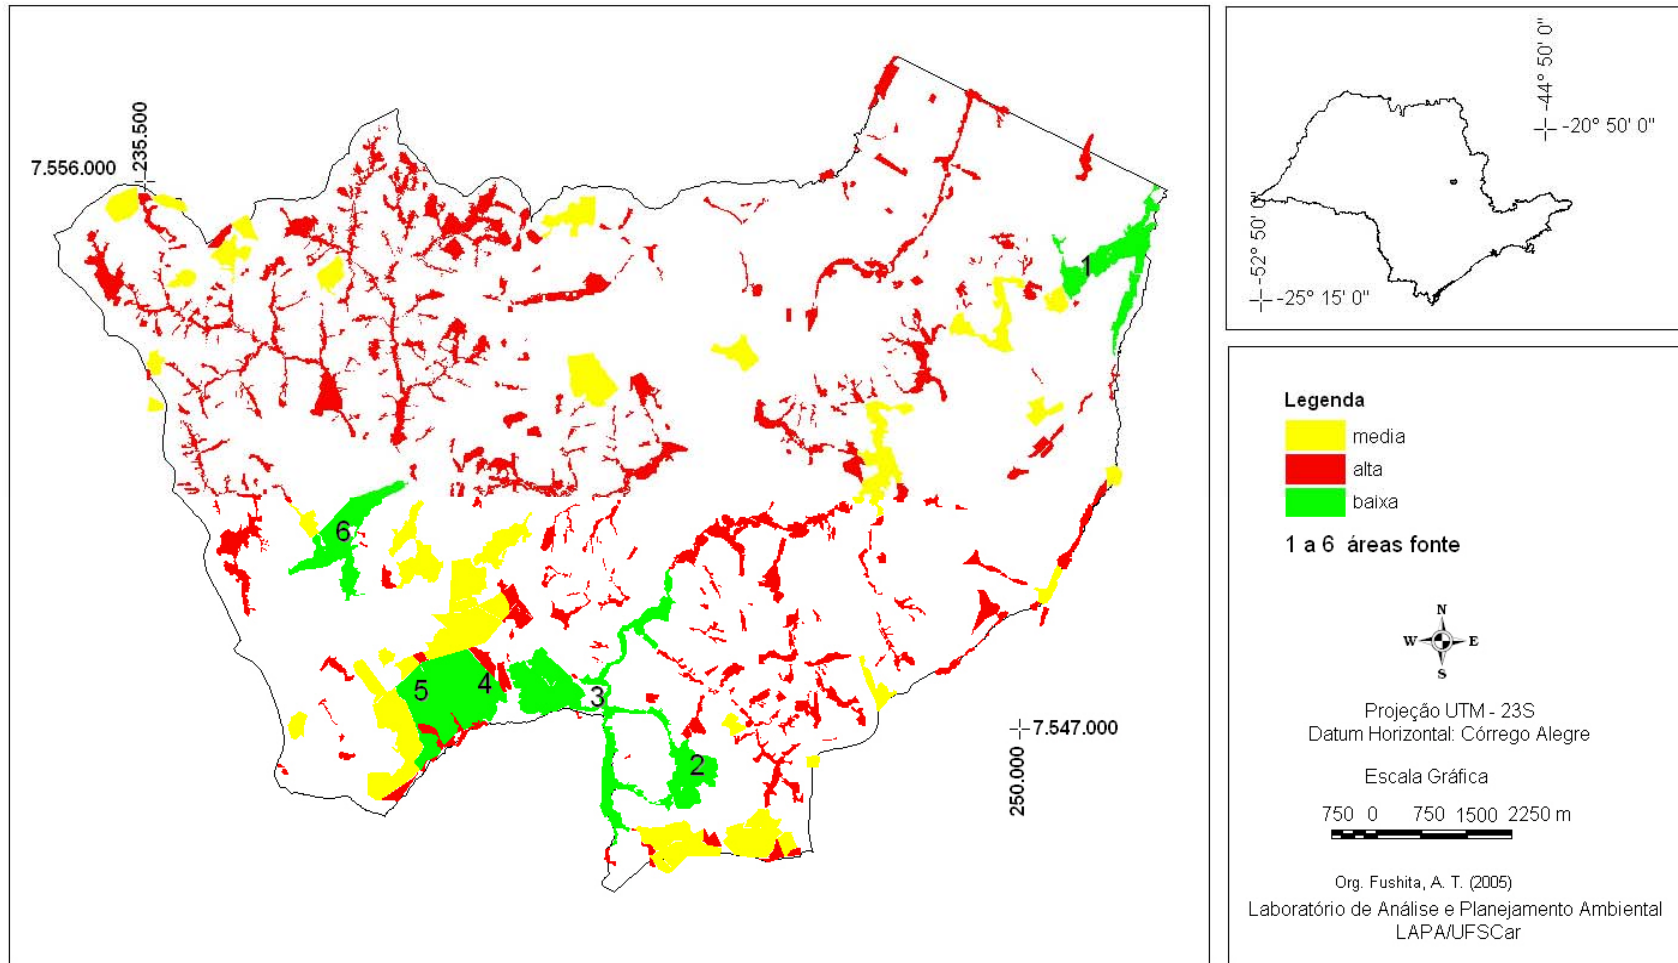 7.556.000
235.500
1
6
5
4
3
2
7.547.000
250.000
-44° 50' 0"
-20° 50' 0"
-52° 50' 0"
-25° 15' 0"
Legenda
media
alta
baixa
1 a 6 áreas fonte
N
W E
S
Projeção UTM - 23S
Datum Horizontal: Córrego Alegre
Escala Gráfica
750 0 750 1500 2250 m
Org. Fushita, A. T. (2005)
Laboratório de Análise e Planejamento Ambiental
LAPA/UFSCar